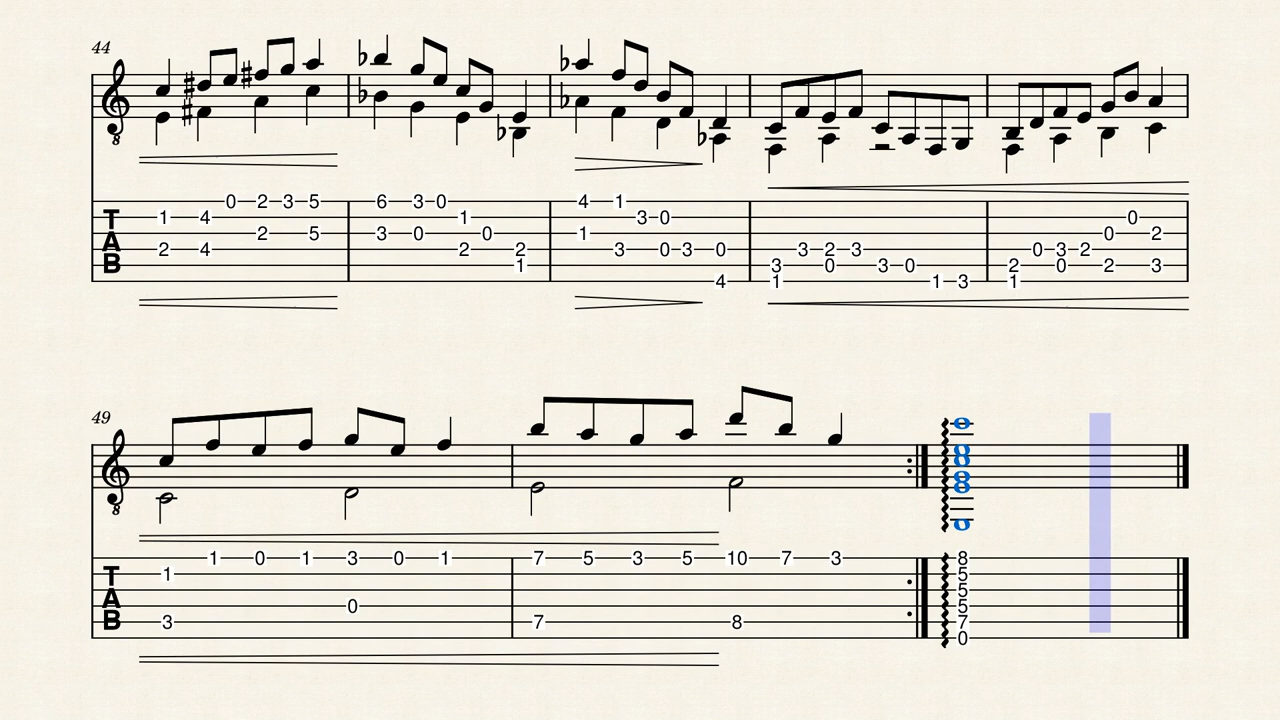 44
8
0 2 3 5 6 3 0 4 1
T 1 4 1 3 0
2 5 3 0 0 1 0 2
A 2 4 2 2 3 0 3 0 3 2 3 0 3 2
B 1 3 0 3 0 2 0 2 3
4 1 1 3 1
49
8
1 0 1 3 0 1 7 5 3 5 10 7 3 8
T 1 5
5
A 0 5
B 3 7 8 7
0